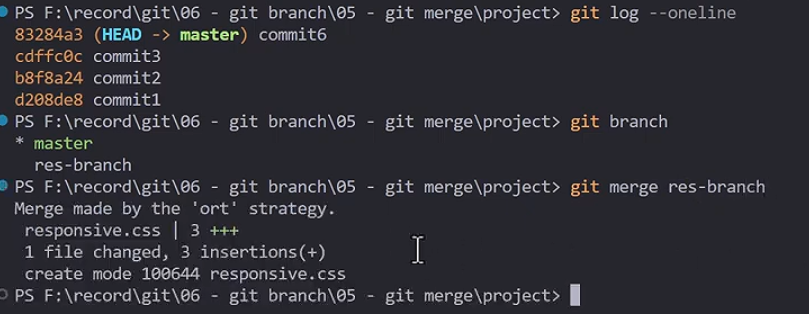 PS F:\record\git\06 - git branch\05 - git merge\project> git log --oneline
83284a3 (HEAD -> master) commit6
cdffc0c commit3
b8f8a24 commit2
d208de8 commit1
PS F:\record\git\06 - git branch\05 - git merge\project> git branch
* master
  res-branch
PS F:\record\git\06 - git branch\05 - git merge\project> git merge res-branch
Merge made by the 'ort' strategy.
 responsive.css | 3 +++
 1 file changed, 3 insertions(+)
 create mode 100644 responsive.css
PS F:\record\git\06 - git branch\05 - git merge\project>